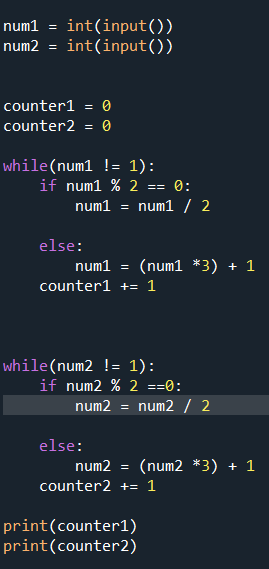 num1 = int(input())
num2 = int(input())
counter1 = 0
counter2 = 0
while(num1 != 1):
    if num1 % 2 == 0:
        num1 = num1 / 2
    else:
        num1 = (num1 *3) + 1
    counter1 += 1
while(num2 != 1):
    if num2 % 2 ==0:
        num2 = num2 / 2
    else:
        num2 = (num2 *3) + 1
    counter2 += 1
print(counter1)
print(counter2)